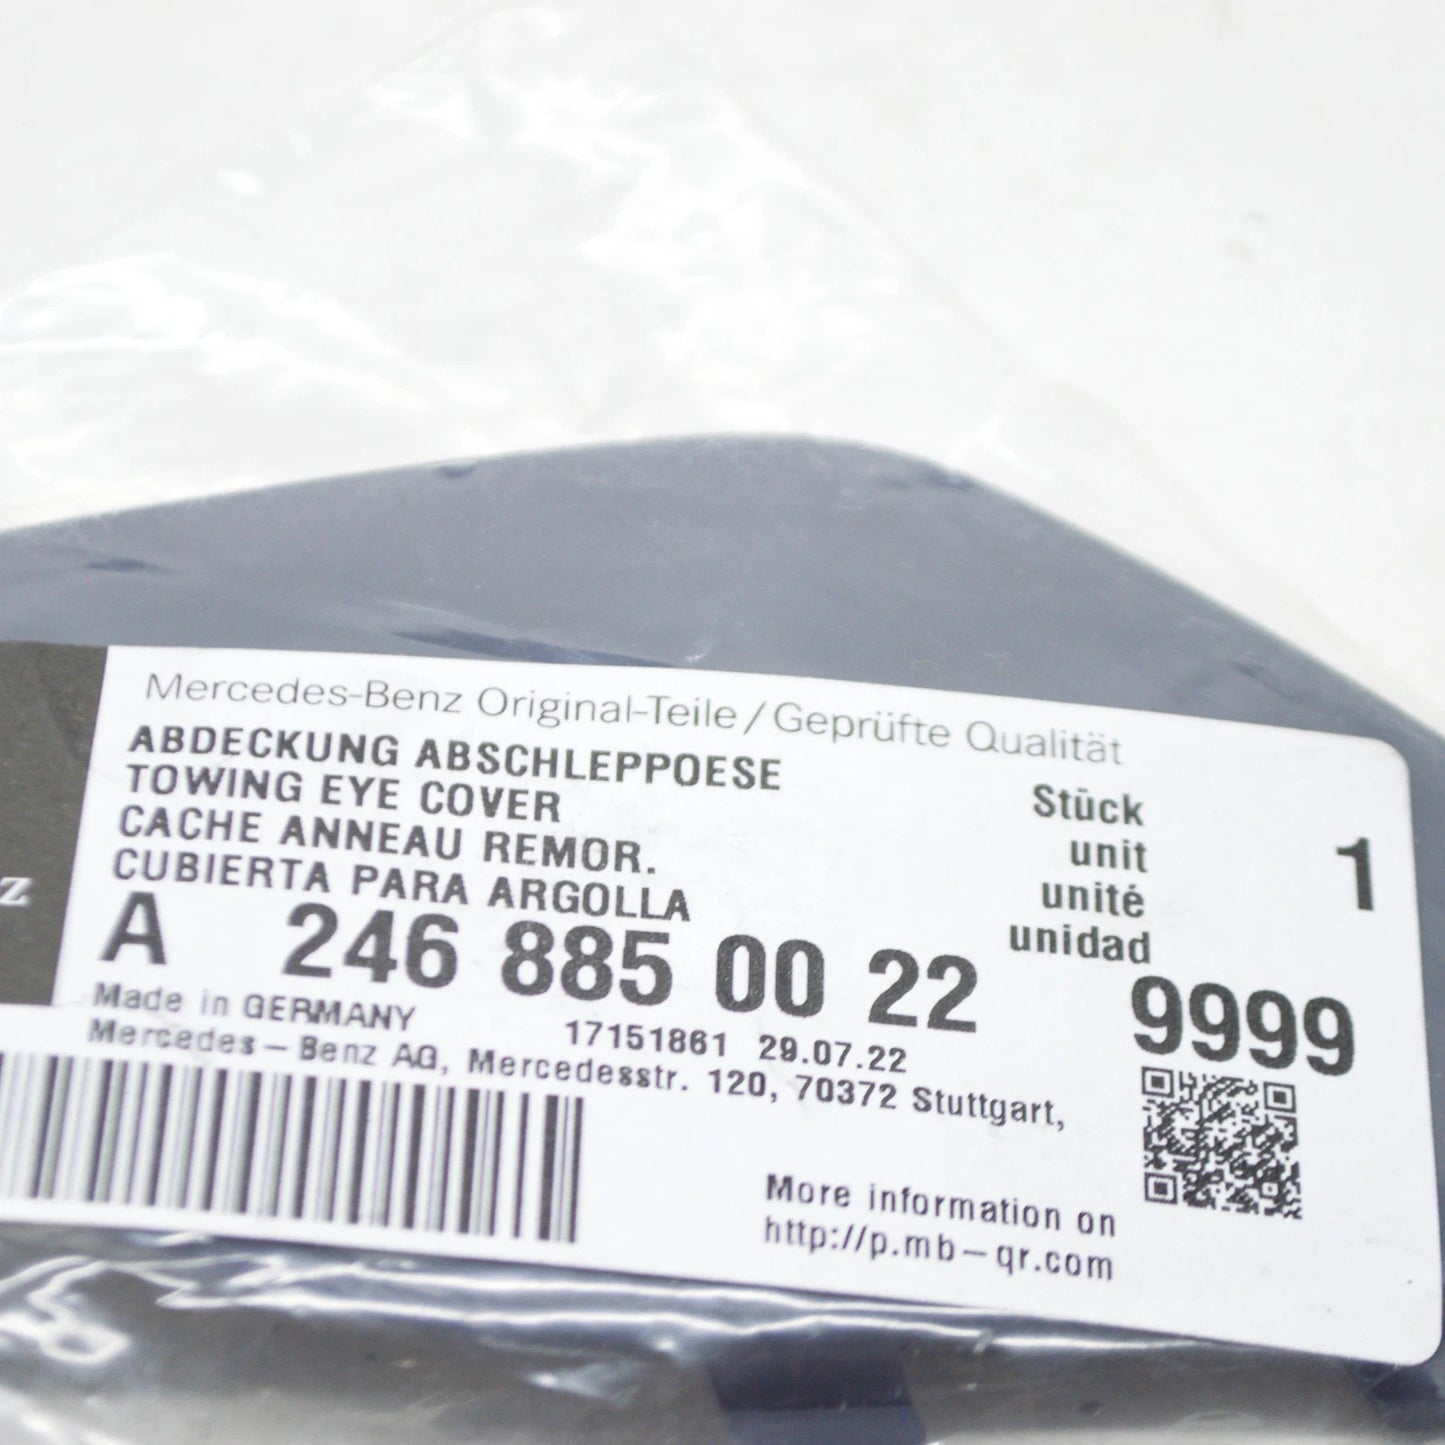 Mercedes-Benz Original-Teile / Geprüfte Qualität
ABDECKUNG ABSCHLEPPOESE
TOWING EYE COVER
CACHE ANNEAU REMOR.
CUBIERTA PARA ARGOLLA
Stück
unit
unité
unidad
1
z
A 246 885 00 22
9999
Made in GERMANY
17151861 29.07.22
Mercedes-Benz AG, Mercedesstr. 120, 70372 Stuttgart,
More information on
http://p.mb-qr.com